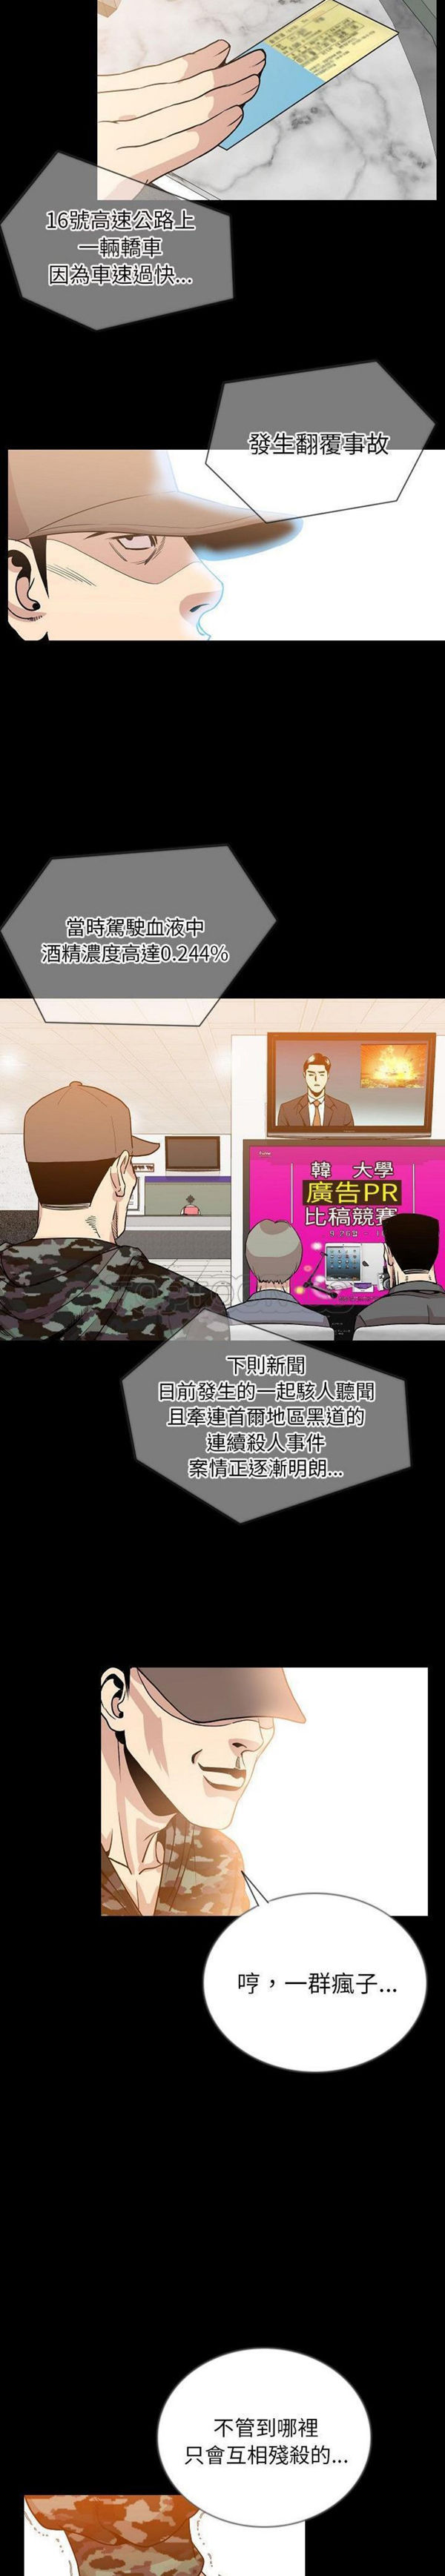 16號高速公路上
一輛轎車
因為車速過快...
發生翻覆事故
當時駕駛血液中
酒精濃度高達0.244%
韓 大學
廣告PR
比稿競賽
下則新聞
日前發生的一起駭人聽聞
且牽連首爾地區黑道的
連續殺人事件
案情正逐漸明朗...
哼，一群瘋子...
不管到哪裡
只會互相殘殺的...